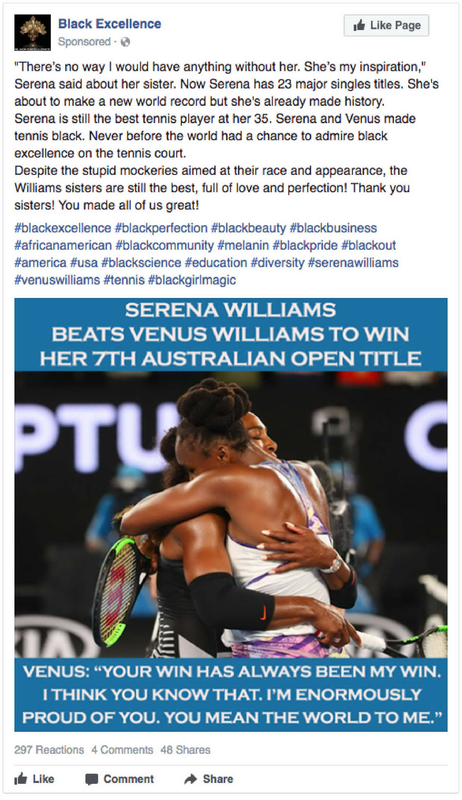 Black Excellence
Like Page
Sponsored ·
"There's no way I would have anything without her. She's my inspiration,"
Serena said about her sister. Now Serena has 23 major singles titles. She's
about to make a new world record but she's already made history.
Serena is still the best tennis player at her 35. Serena and Venus made
tennis black. Never before the world had a chance to admire black
excellence on the tennis court.
Despite the stupid mockeries aimed at their race and appearance, the
Williams sisters are still the best, full of love and perfection! Thank you
sisters! You made all of us great!
#blackexcellence #blackperfection #blackbeauty #blackbusiness
#africanamerican #blackcommunity #melanin #blackpride #blackout
#america #usa #blackscience #education #diversity #serenawilliams
#venuswilliams #tennis #blackgirlmagic
SERENA WILLIAMS
BEATS VENUS WILLIAMS TO WIN
HER 7TH AUSTRALIAN OPEN TITLE
PTU
VENUS: "YOUR WIN HAS ALWAYS BEEN MY WIN.
I THINK YOU KNOW THAT. I'M ENORMOUSLY
PROUD OF YOU. YOU MEAN THE WORLD TO ME."
297 Reactions 4 Comments 48 Shares
Like Comment Share